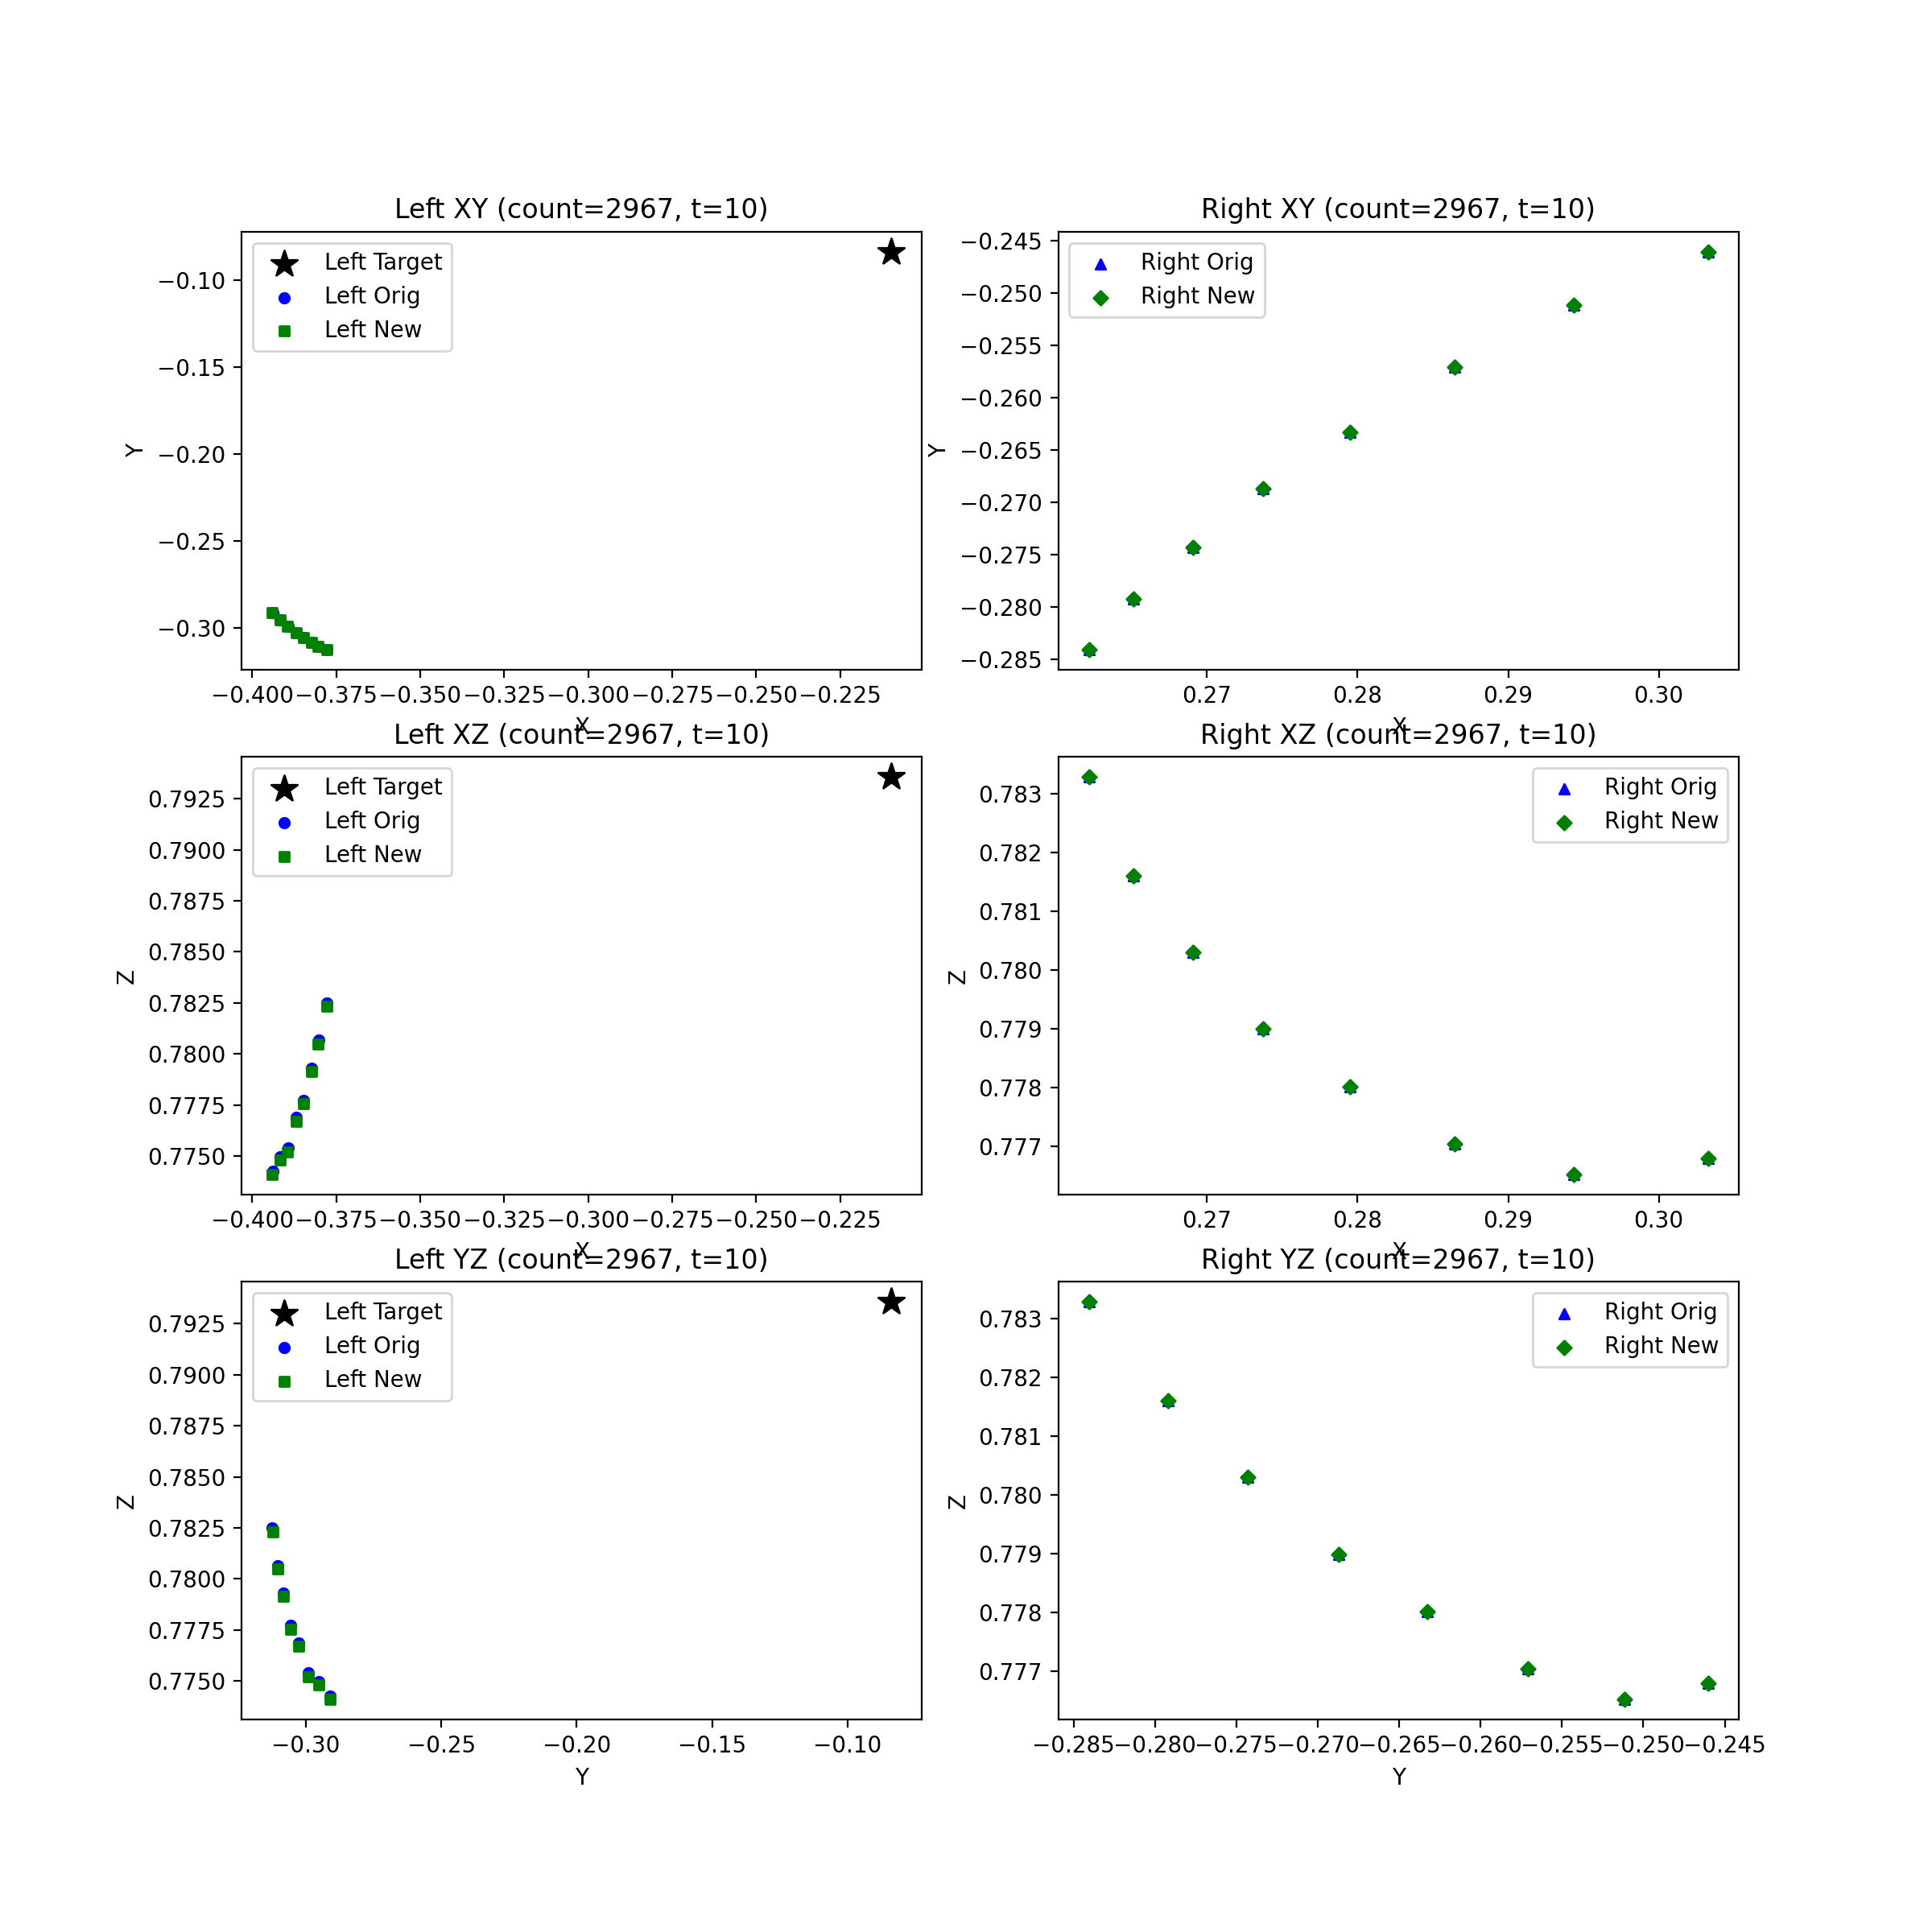 Left XY (count=2967, t=10)
Left Target
Left Orig
Left New
−0.10
−0.15
−0.20
−0.25
−0.30
Y
−0.400 −0.375 −0.350 −0.325 −0.300 −0.275 −0.250 −0.225
X
Right XY (count=2967, t=10)
Right Orig
Right New
−0.245
−0.250
−0.255
−0.260
−0.265
−0.270
−0.275
−0.280
−0.285
Y
0.27 0.28 0.29 0.30
X
Left XZ (count=2967, t=10)
Left Target
Left Orig
Left New
0.7925
0.7900
0.7875
0.7850
0.7825
0.7800
0.7775
0.7750
Z
−0.400 −0.375 −0.350 −0.325 −0.300 −0.275 −0.250 −0.225
X
Right XZ (count=2967, t=10)
Right Orig
Right New
0.783
0.782
0.781
0.780
0.779
0.778
0.777
Z
0.27 0.28 0.29 0.30
X
Left YZ (count=2967, t=10)
Left Target
Left Orig
Left New
0.7925
0.7900
0.7875
0.7850
0.7825
0.7800
0.7775
0.7750
Z
−0.30 −0.25 −0.20 −0.15 −0.10
Y
Right YZ (count=2967, t=10)
Right Orig
Right New
0.783
0.782
0.781
0.780
0.779
0.778
0.777
Z
−0.285 −0.280 −0.275 −0.270 −0.265 −0.260 −0.255 −0.250 −0.245
Y